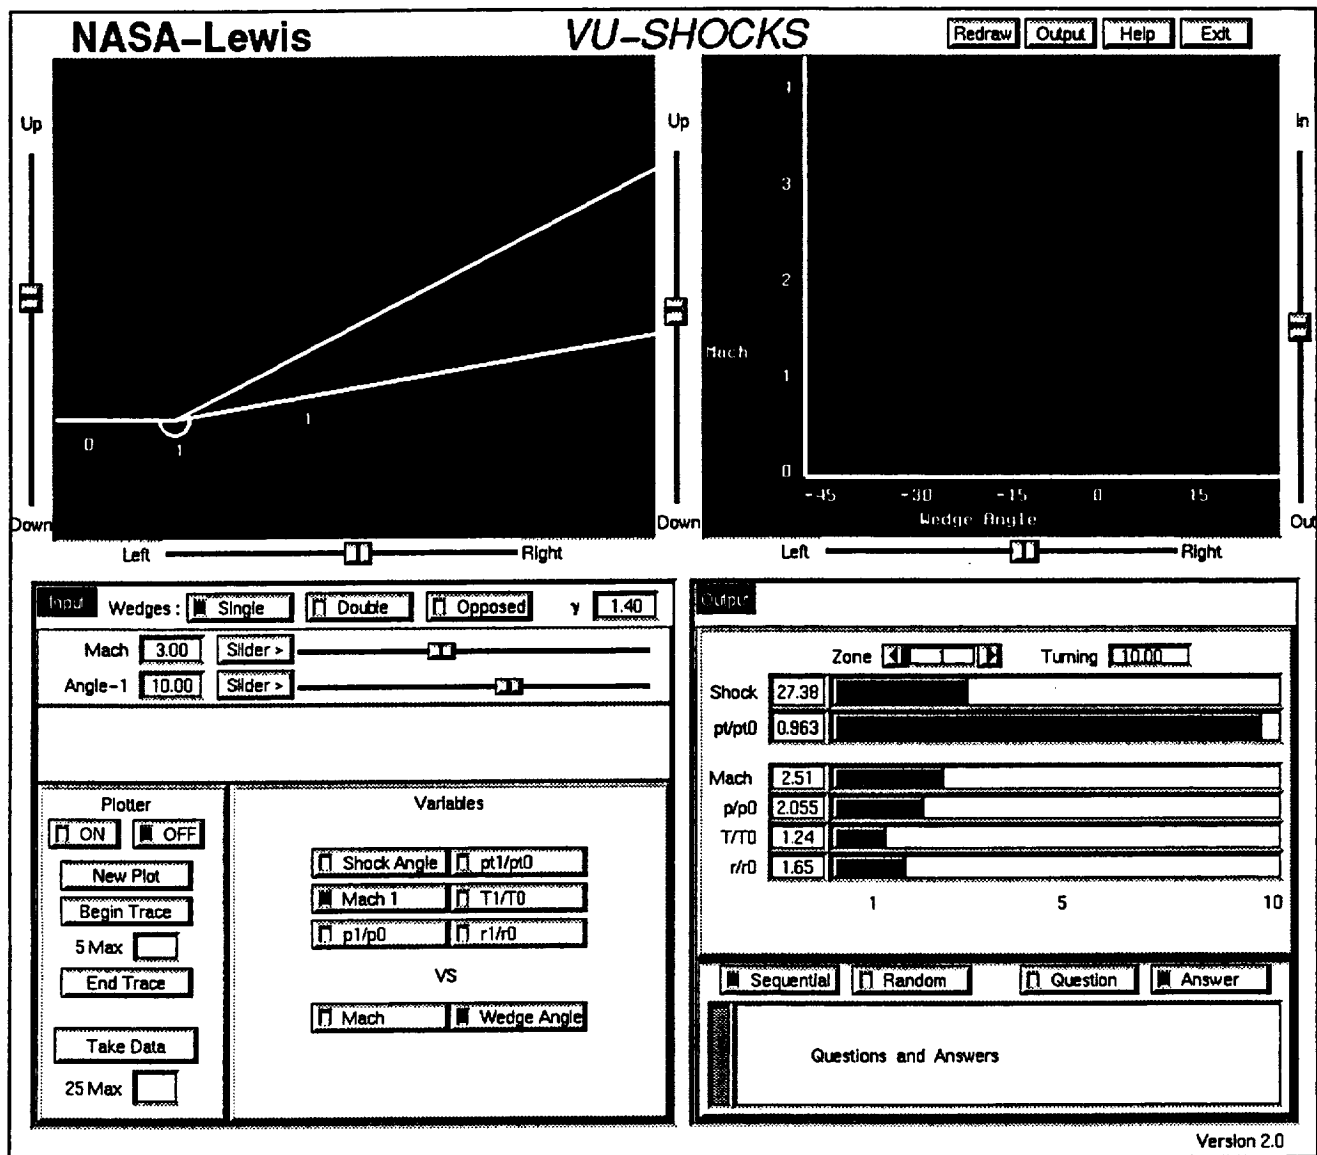 NASA-Lewis VU-SHOCKS Redraw Output Help Exit
Up Up In
4
3
2
Mach
1
0
0 1 1
-45 -30 -15 0 15
Wedge Angle
Down Down Out
Left Right Left Right
Input Wedges : Single Double Opposed γ 1.40
Mach 3.00 Slider >
Angle-1 10.00 Slider >
Plotter
ON OFF
New Plot
Begin Trace
5 Max
End Trace
Take Data
25 Max
Variables
Shock Angle pt1/pt0
Mach 1 T1/T0
p1/p0 r1/r0
VS
Mach Wedge Angle
Output
Zone 1 Turning 10.00
Shock 27.38
pt/pt0 0.963
Mach 2.51
p/p0 2.055
T/T0 1.24
r/r0 1.65
1 5 10
Sequential Random Question Answer
Questions and Answers
Version 2.0